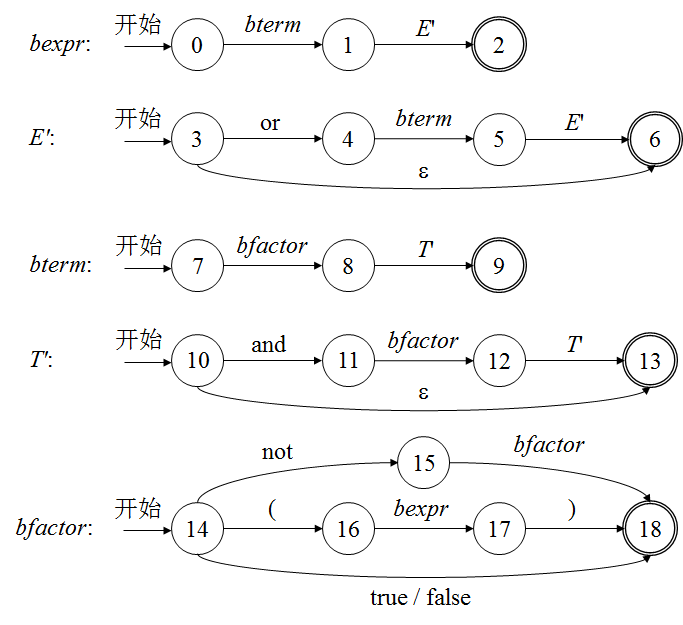 bexpr: 开始 0 bterm 1 E' 2
E': 开始 3 or 4 bterm 5 E' 6
ε
bterm: 开始 7 bfactor 8 T' 9
T': 开始 10 and 11 bfactor 12 T' 13
ε
not 15 bfactor
bfactor: 开始 14 ( 16 bexpr 17 ) 18
true / false